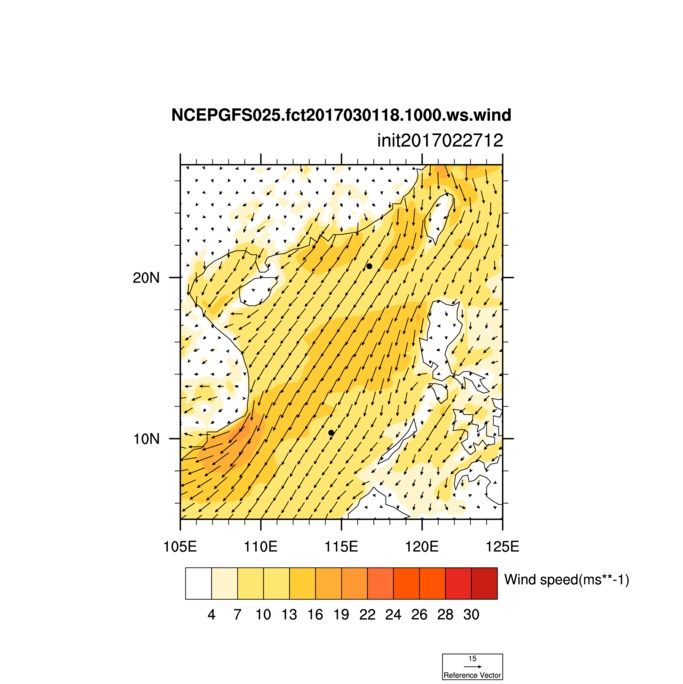 NCEPGFS025.fct2017030118.1000.ws.wind
init2017022712
20N
10N
105E 110E 115E 120E 125E
Wind speed(ms**-1)
4 7 10 13 16 19 22 24 26 28 30
15
Reference Vector